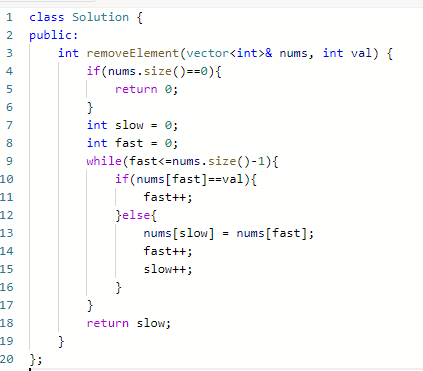 1 class Solution {
2 public:
3     int removeElement(vector<int>& nums, int val) {
4         if(nums.size()==0){
5             return 0;
6         }
7         int slow = 0;
8         int fast = 0;
9         while(fast<=nums.size()-1){
10             if(nums[fast]==val){
11                 fast++;
12             }else{
13                 nums[slow] = nums[fast];
14                 fast++;
15                 slow++;
16             }
17         }
18         return slow;
19     }
20 };